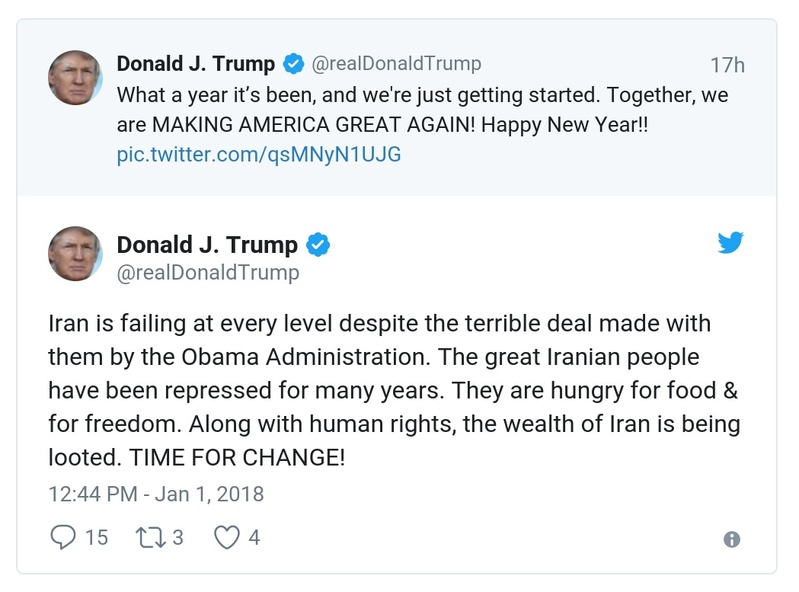 Donald J. Trump @realDonaldTrump 17h
What a year it’s been, and we're just getting started. Together, we
are MAKING AMERICA GREAT AGAIN! Happy New Year!!
pic.twitter.com/qsMNyN1UJG
Donald J. Trump
@realDonaldTrump
Iran is failing at every level despite the terrible deal made with
them by the Obama Administration. The great Iranian people
have been repressed for many years. They are hungry for food &
for freedom. Along with human rights, the wealth of Iran is being
looted. TIME FOR CHANGE!
12:44 PM - Jan 1, 2018
15 3 4